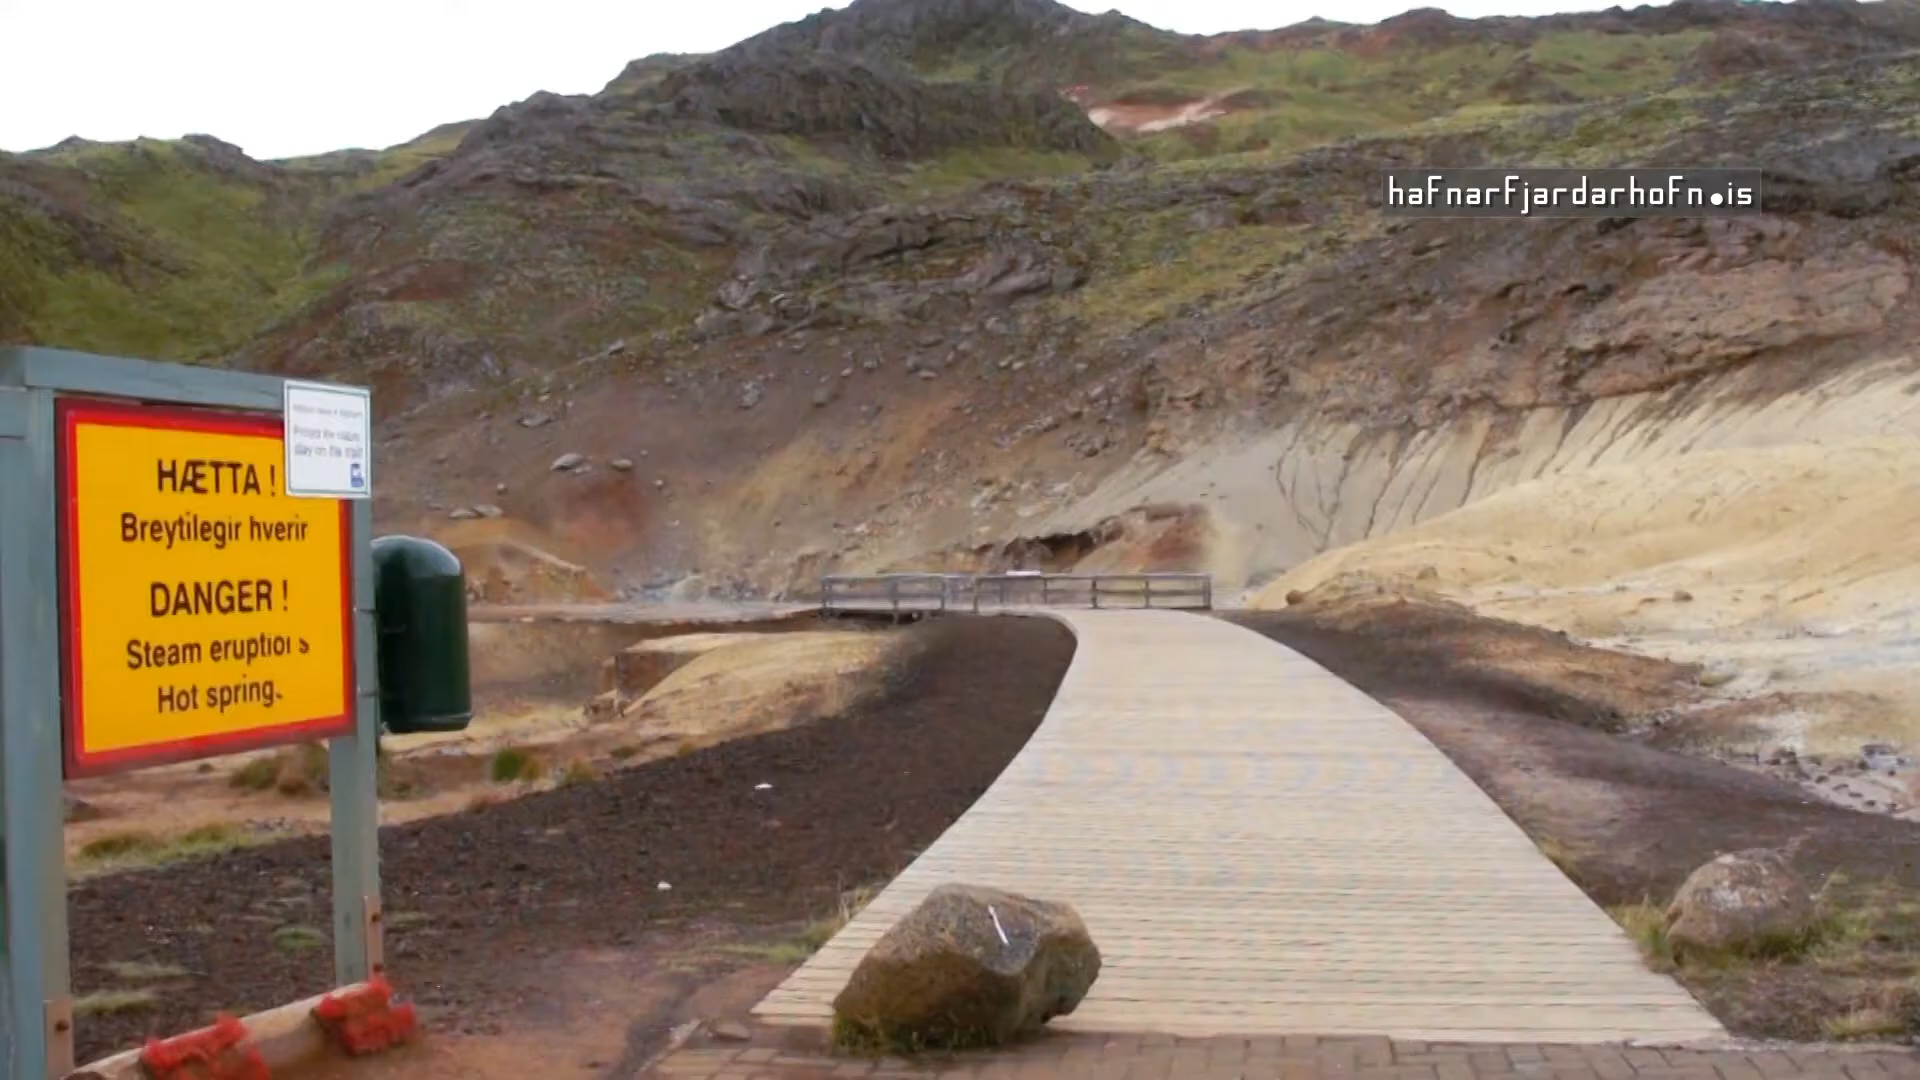 HÆTTA !
Breytilegir hverir
DANGER !
Steam eruptio s
Hot spring
hafnarfjardarhofn.is